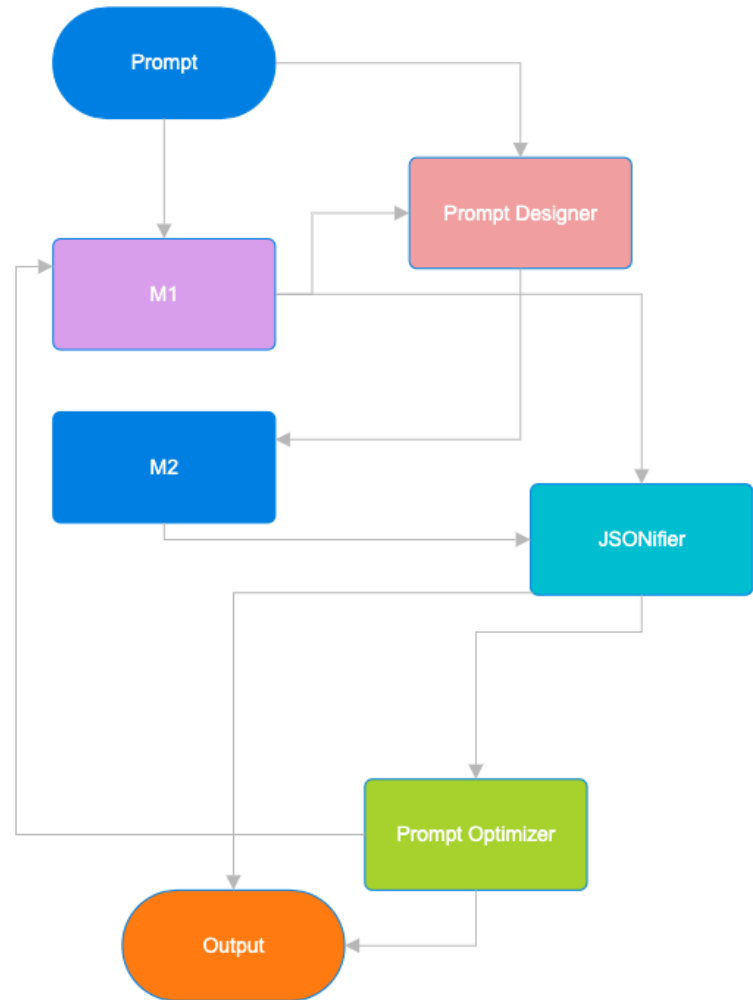 Prompt
Prompt Designer
M1
M2
JSONifier
Prompt Optimizer
Output